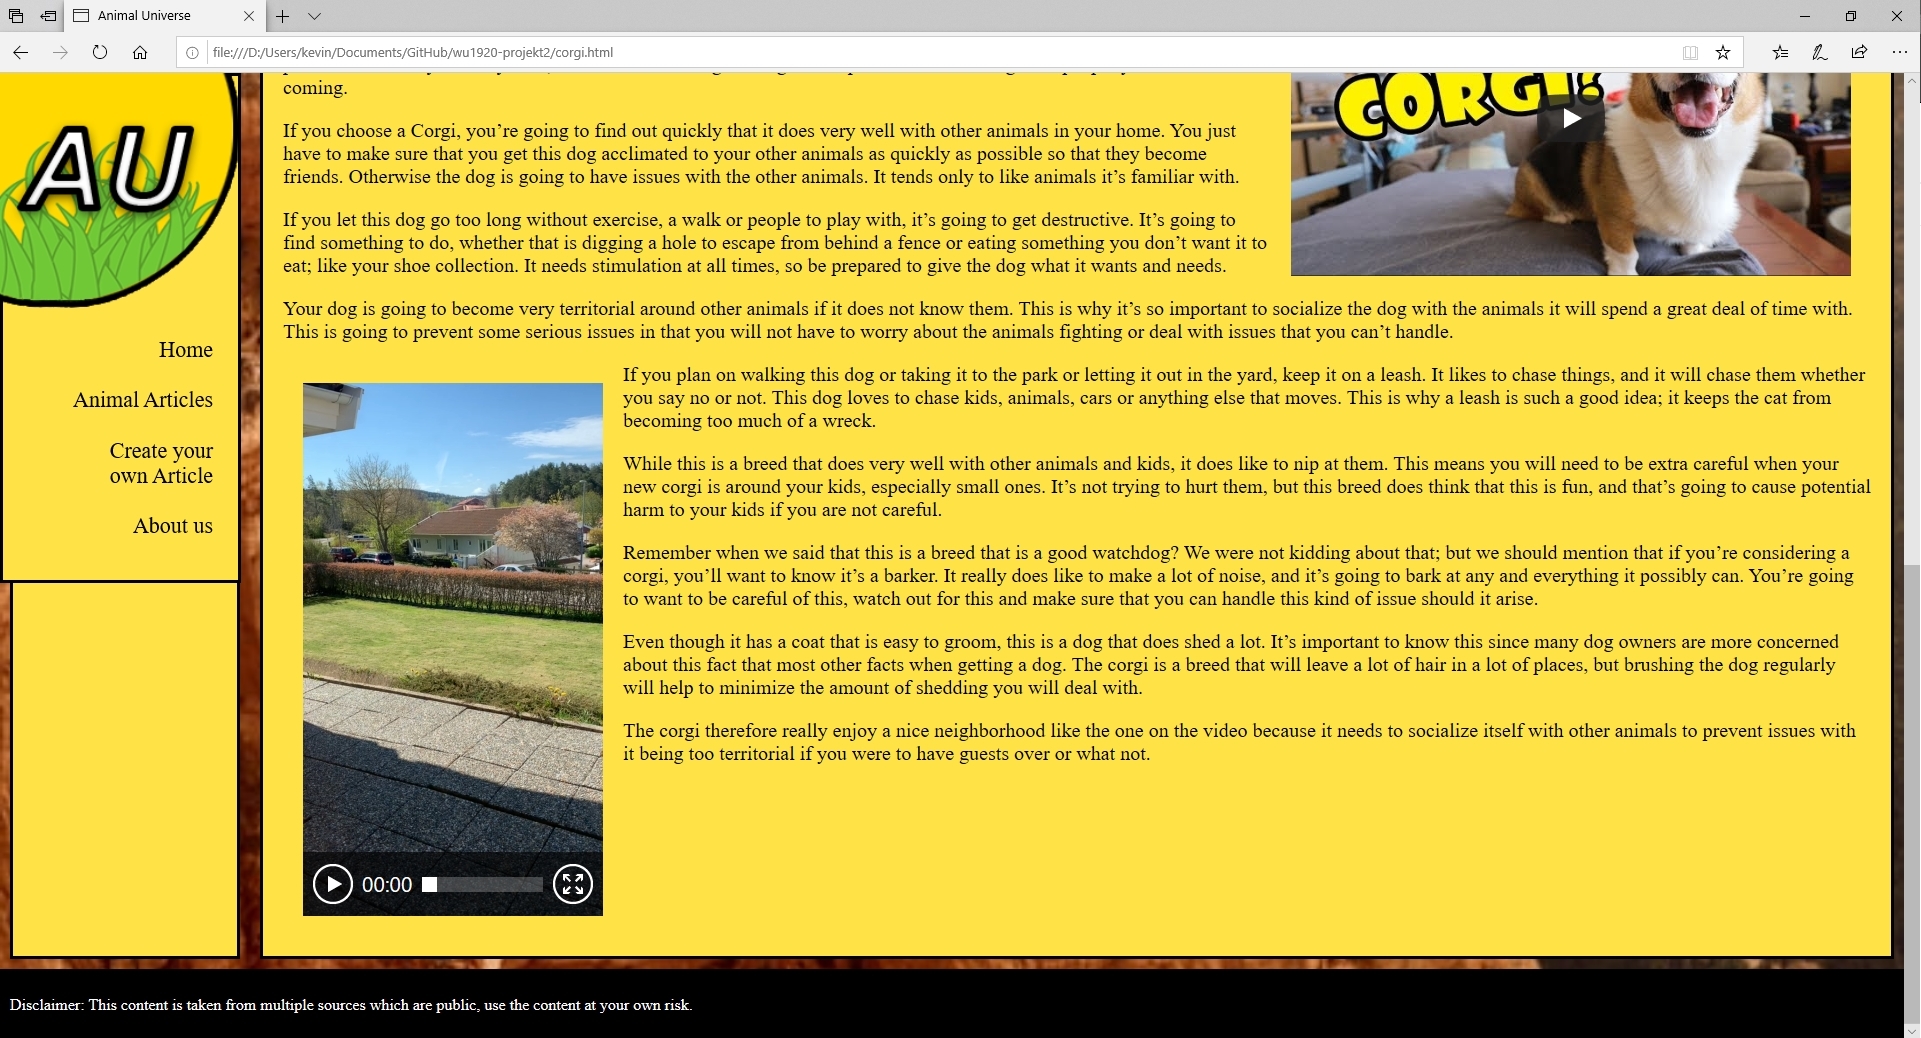 Animal Universe
file:///D:/Users/kevin/Documents/GitHub/wu1920-projekt2/corgi.html
AU
Home
Animal Articles
Create your
own Article
About us
coming.
CORGI?
If you choose a Corgi, you’re going to find out quickly that it does very well with other animals in your home. You just
have to make sure that you get this dog acclimated to your other animals as quickly as possible so that they become
friends. Otherwise the dog is going to have issues with the other animals. It tends only to like animals it’s familiar with.
If you let this dog go too long without exercise, a walk or people to play with, it’s going to get destructive. It’s going to
find something to do, whether that is digging a hole to escape from behind a fence or eating something you don’t want it to
eat; like your shoe collection. It needs stimulation at all times, so be prepared to give the dog what it wants and needs.
Your dog is going to become very territorial around other animals if it does not know them. This is why it’s so important to socialize the dog with the animals it will spend a great deal of time with.
This is going to prevent some serious issues in that you will not have to worry about the animals fighting or deal with issues that you can’t handle.
If you plan on walking this dog or taking it to the park or letting it out in the yard, keep it on a leash. It likes to chase things, and it will chase them whether
you say no or not. This dog loves to chase kids, animals, cars or anything else that moves. This is why a leash is such a good idea; it keeps the cat from
becoming too much of a wreck.
While this is a breed that does very well with other animals and kids, it does like to nip at them. This means you will need to be extra careful when your
new corgi is around your kids, especially small ones. It’s not trying to hurt them, but this breed does think that this is fun, and that’s going to cause potential
harm to your kids if you are not careful.
Remember when we said that this is a breed that is a good watchdog? We were not kidding about that; but we should mention that if you’re considering a
corgi, you’ll want to know it’s a barker. It really does like to make a lot of noise, and it’s going to bark at any and everything it possibly can. You’re going
to want to be careful of this, watch out for this and make sure that you can handle this kind of issue should it arise.
Even though it has a coat that is easy to groom, this is a dog that does shed a lot. It’s important to know this since many dog owners are more concerned
about this fact that most other facts when getting a dog. The corgi is a breed that will leave a lot of hair in a lot of places, but brushing the dog regularly
will help to minimize the amount of shedding you will deal with.
The corgi therefore really enjoy a nice neighborhood like the one on the video because it needs to socialize itself with other animals to prevent issues with
it being too territorial if you were to have guests over or what not.
00:00
Disclaimer: This content is taken from multiple sources which are public, use the content at your own risk.